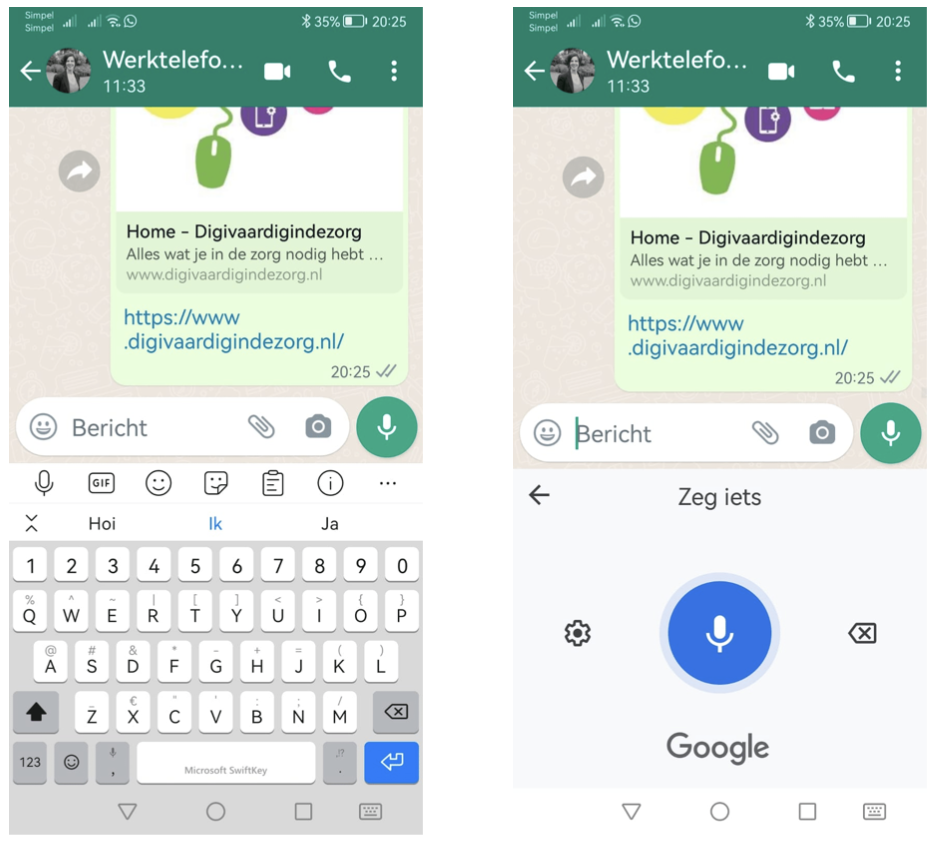 Simpel
Simpel
35% 20:25
Werktelefo...
11:33
Home - Digivaardigindezorg
Alles wat je in de zorg nodig hebt ...
www.digivaardigindezorg.nl
https://www
.digivaardigindezorg.nl/
20:25
Bericht
GIF
Hoi Ik Ja
1 2 3 4 5 6 7 8 9 0
% ^ ~ | [ ] < > { }
Q W E R T Y U I O P
@ # & * - + = ( )
A S D F G H J K L
_ € " ' : ; /
Z X C V B N M
123 , Microsoft SwiftKey .
Simpel
Simpel
35% 20:25
Werktelefo...
11:33
Home - Digivaardigindezorg
Alles wat je in de zorg nodig hebt ...
www.digivaardigindezorg.nl
https://www
.digivaardigindezorg.nl/
20:25
Bericht
Zeg iets
Google